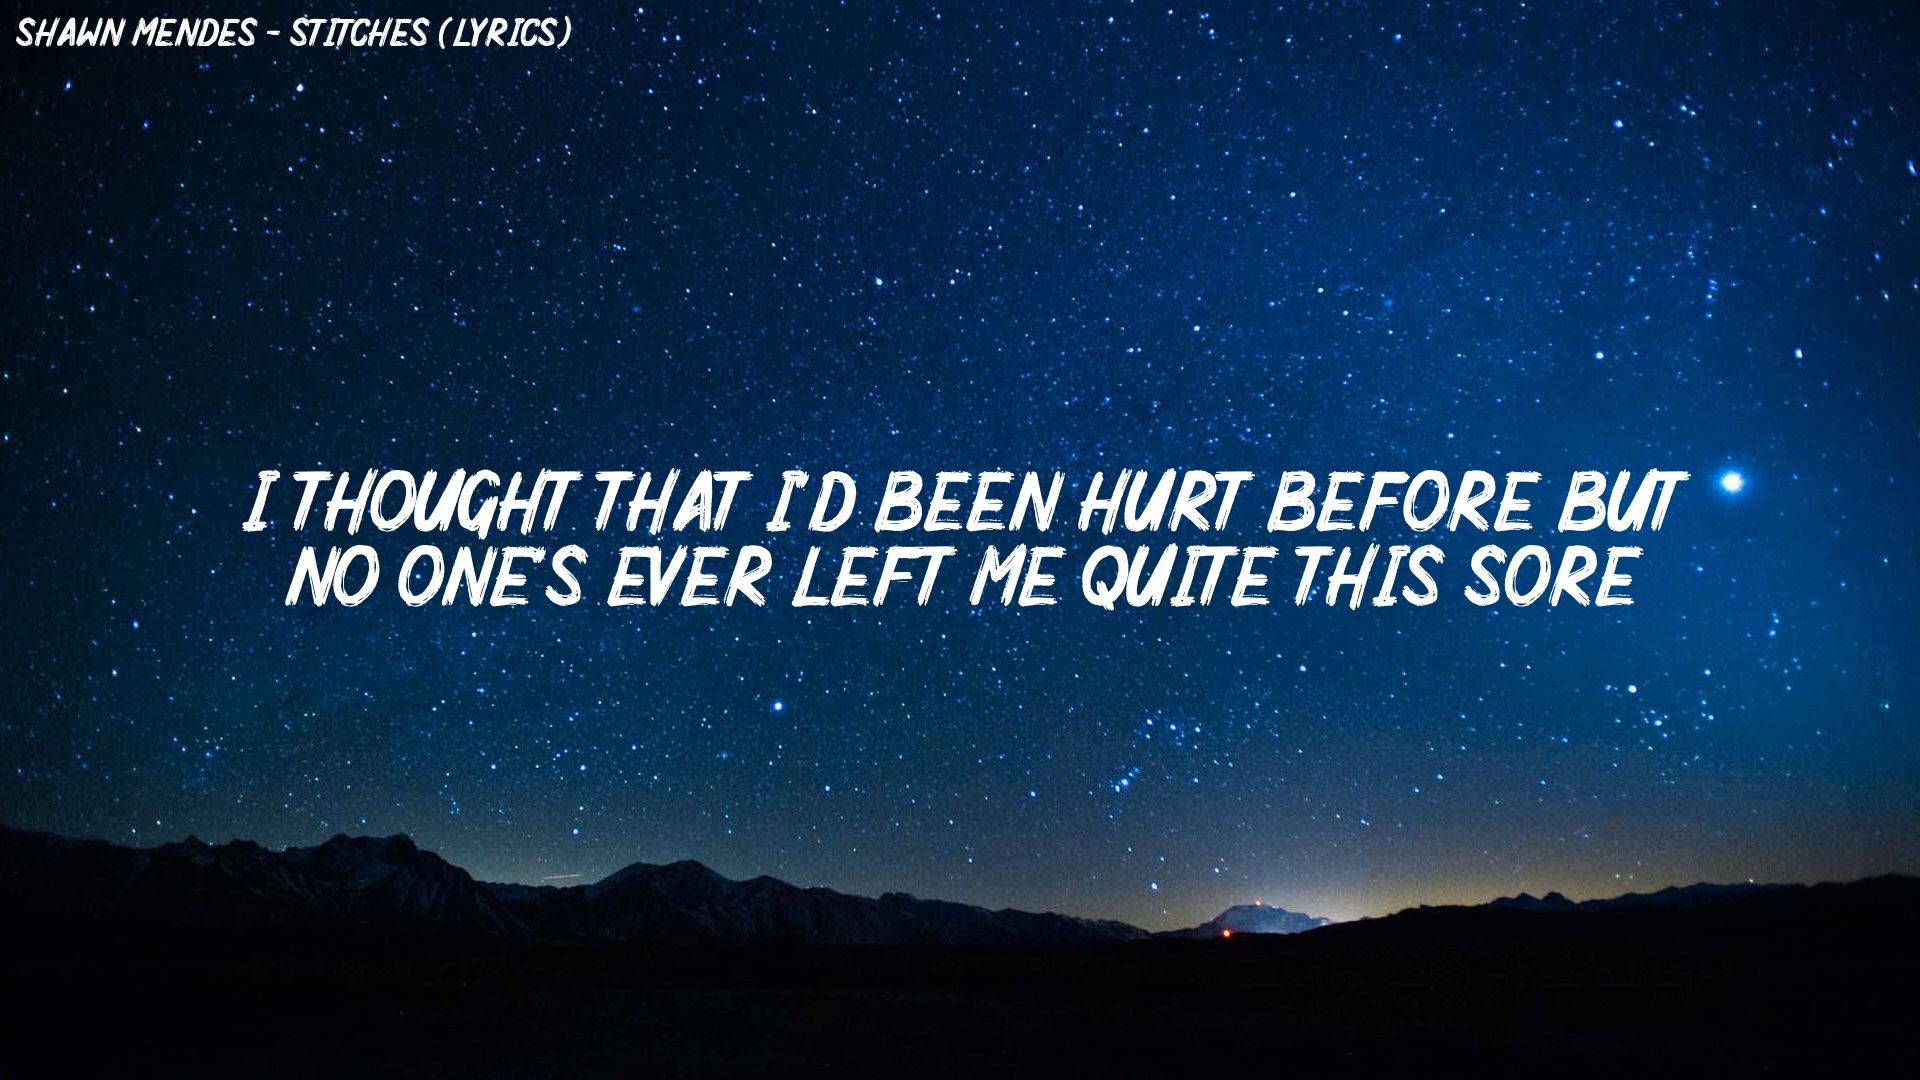 SHAWN MENDES - STITCHES (LYRICS)
I THOUGHT THAT I'D BEEN HURT BEFORE BUT
NO ONE'S EVER LEFT ME QUITE THIS SORE